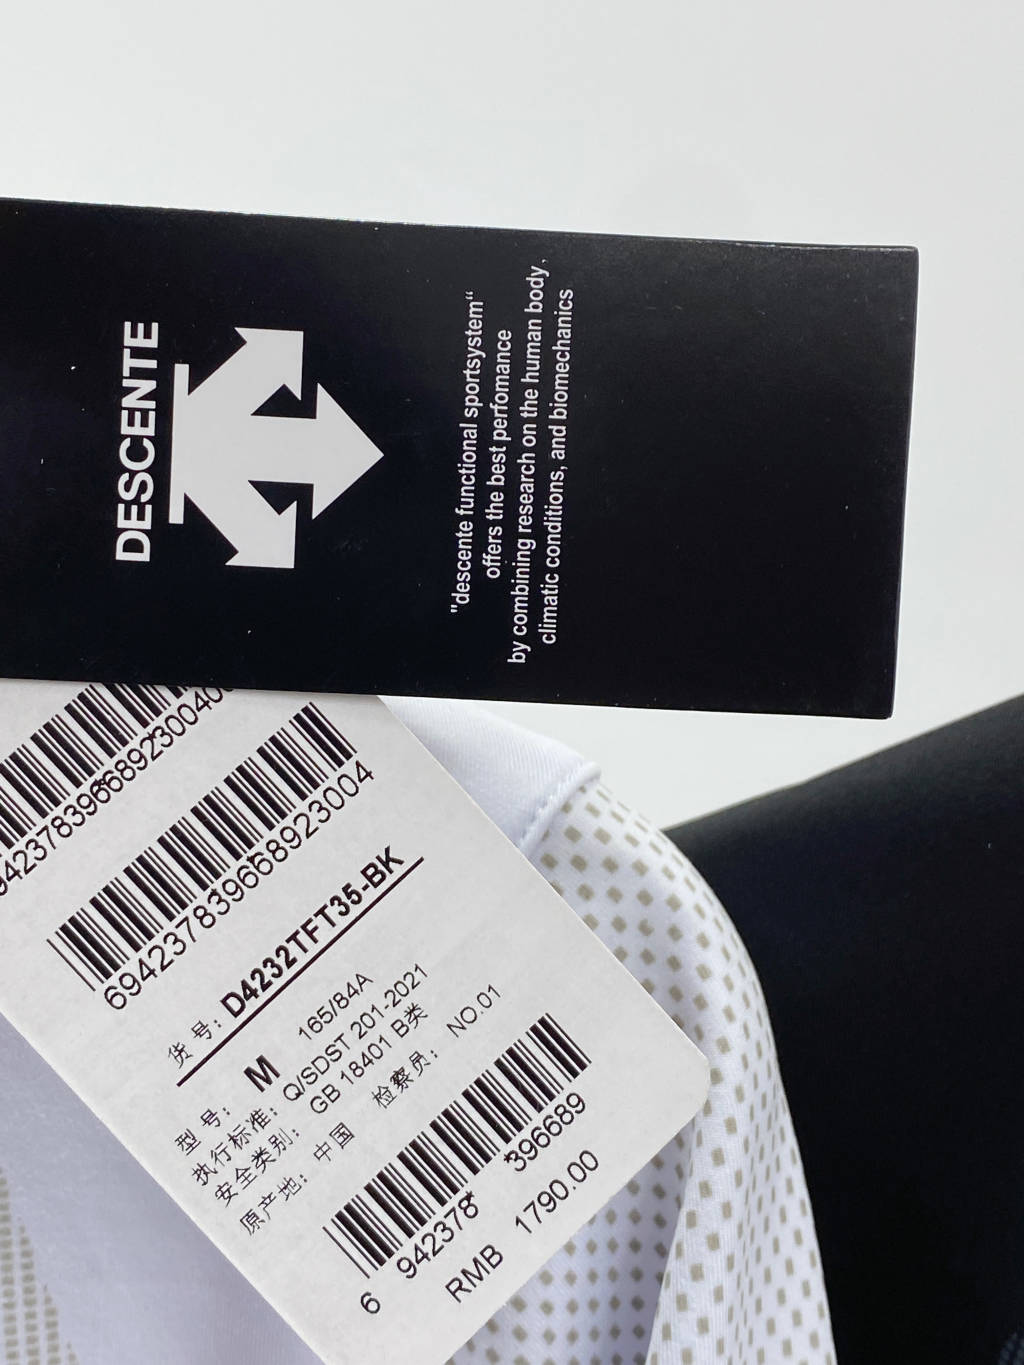 DESCENTE
"descente functional sportsystem“
offers the best perfomance
by combining research on the human body,
climatic conditions, and biomechanics
694237839668923004
货号: D4232TFT35-BK
型号: M 165/84A
执行标准: Q/SDST 201-2021
安全类别: GB 18401 B类
原产地: 中国 检察员: NO.01
6 942378 396689
RMB 1790.00